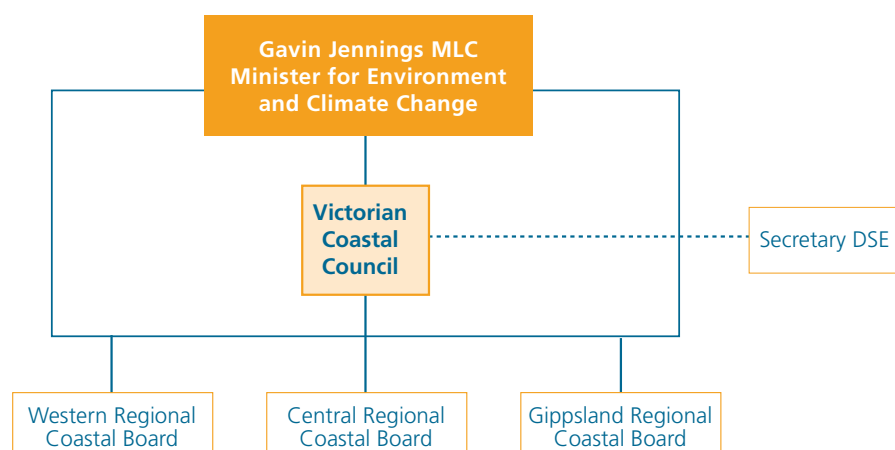 Gavin Jennings MLC
Minister for Environment
and Climate Change
Victorian
Coastal
Council
Secretary DSE
Western Regional
Coastal Board
Central Regional
Coastal Board
Gippsland Regional
Coastal Board